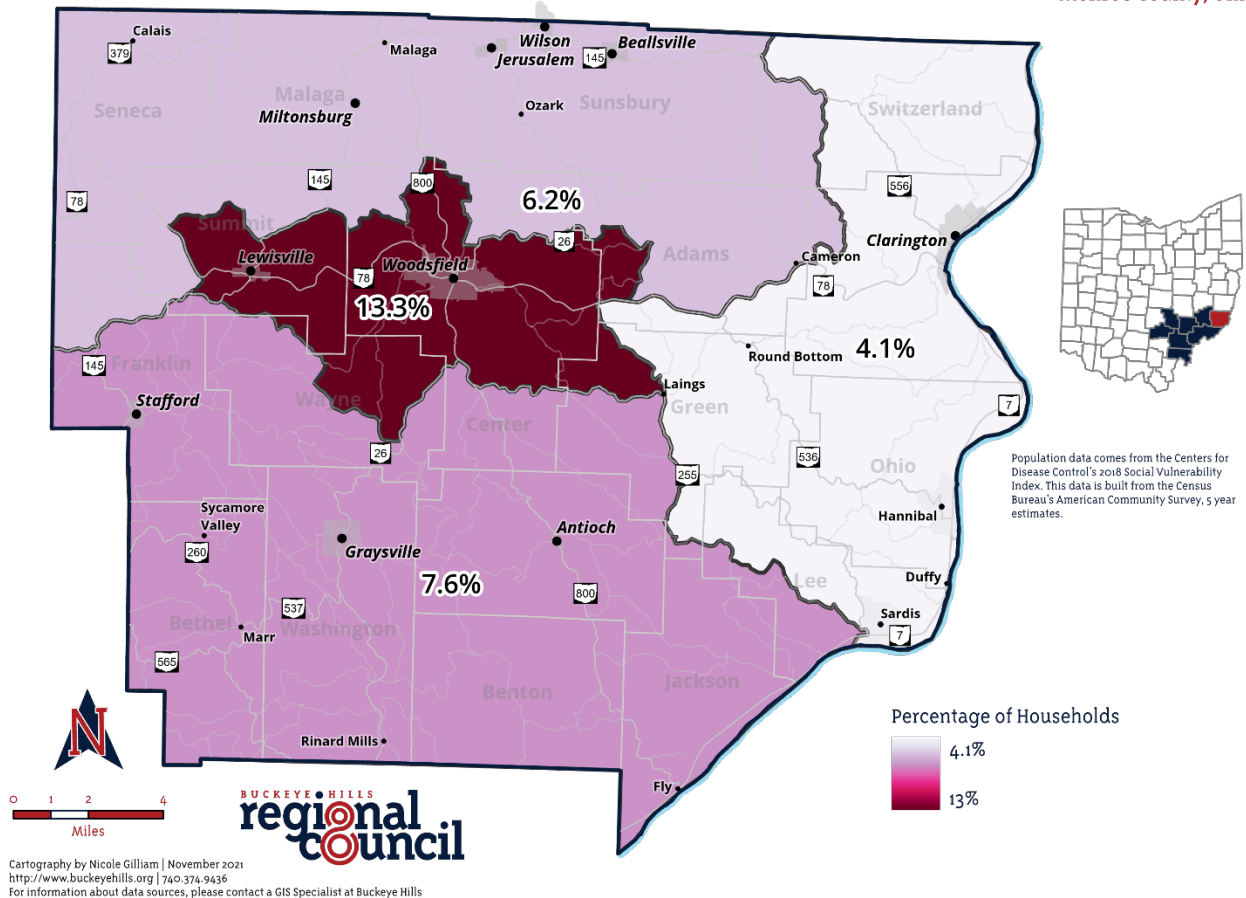 Calais
379
Malaga
Wilson
Jerusalem
145
Beallsville
Seneca
Malaga
Miltonsburg
Ozark
Sunsbury
Switzerland
78
145
800
6.2%
556
Summit
26
Adams
Clarington
Lewisville
78
Woodsfield
Cameron
13.3%
78
Round Bottom
4.1%
145
Franklin
Stafford
Wayne
Laings
Green
7
Center
26
255
536
Ohio
Sycamore
Valley
260
Graysville
Antioch
Hannibal
7.6%
537
800
Lee
Duffy
Bethel
Marr
Washington
Sardis
7
565
Benton
Jackson
Rinard Mills
Fly
Population data comes from the Centers for
Disease Control's 2018 Social Vulnerability
Index. This data is built from the Census
Bureau's American Community Survey, 5 year
estimates.
Percentage of Households
4.1%
13%
N
0 1 2 4
Miles
BUCKEYE HILLS
regional
council
Cartography by Nicole Gilliam | November 2021
http://www.buckeyehills.org | 740.374.9436
For information about data sources, please contact a GIS Specialist at Buckeye Hills